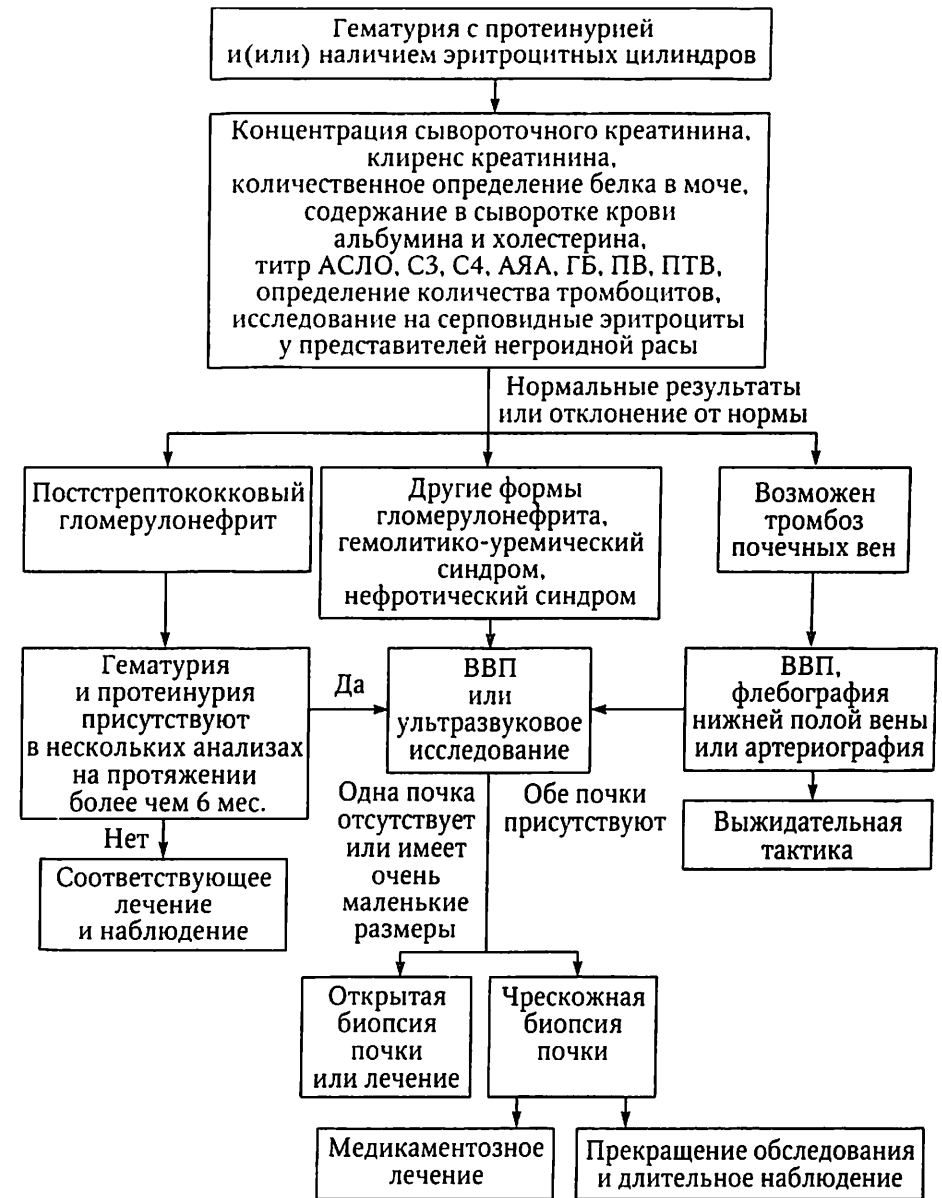 Гематурия с протеинурией
и(или) наличием эритроцитных цилиндров
Концентрация сывороточного креатинина,
клиренс креатинина,
количественное определение белка в моче,
содержание в сыворотке крови
альбумина и холестерина,
титр АСЛО, С3, С4, АЯА, ГБ, ПВ, ПТВ,
определение количества тромбоцитов,
исследование на серповидные эритроциты
у представителей негроидной расы
Нормальные результаты
или отклонение от нормы
Постстрептококковый
гломерулонефрит
Другие формы
гломерулонефрита,
гемолитико-уремический
синдром,
нефротический синдром
Возможен
тромбоз
почечных вен
Гематурия
и протеинурия
присутствуют
в нескольких анализах
на протяжении
более чем 6 мес.
Да
ВВП
или
ультразвуковое
исследование
ВВП,
флебография
нижней полой вены
или артериография
Нет
Соответствующее
лечение
и наблюдение
Одна почка
отсутствует
или имеет
очень
маленькие
размеры
Обе почки
присутствуют
Выжидательная
тактика
Открытая
биопсия
почки
или лечение
Чрескожная
биопсия
почки
Медикаментозное
лечение
Прекращение обследования
и длительное наблюдение